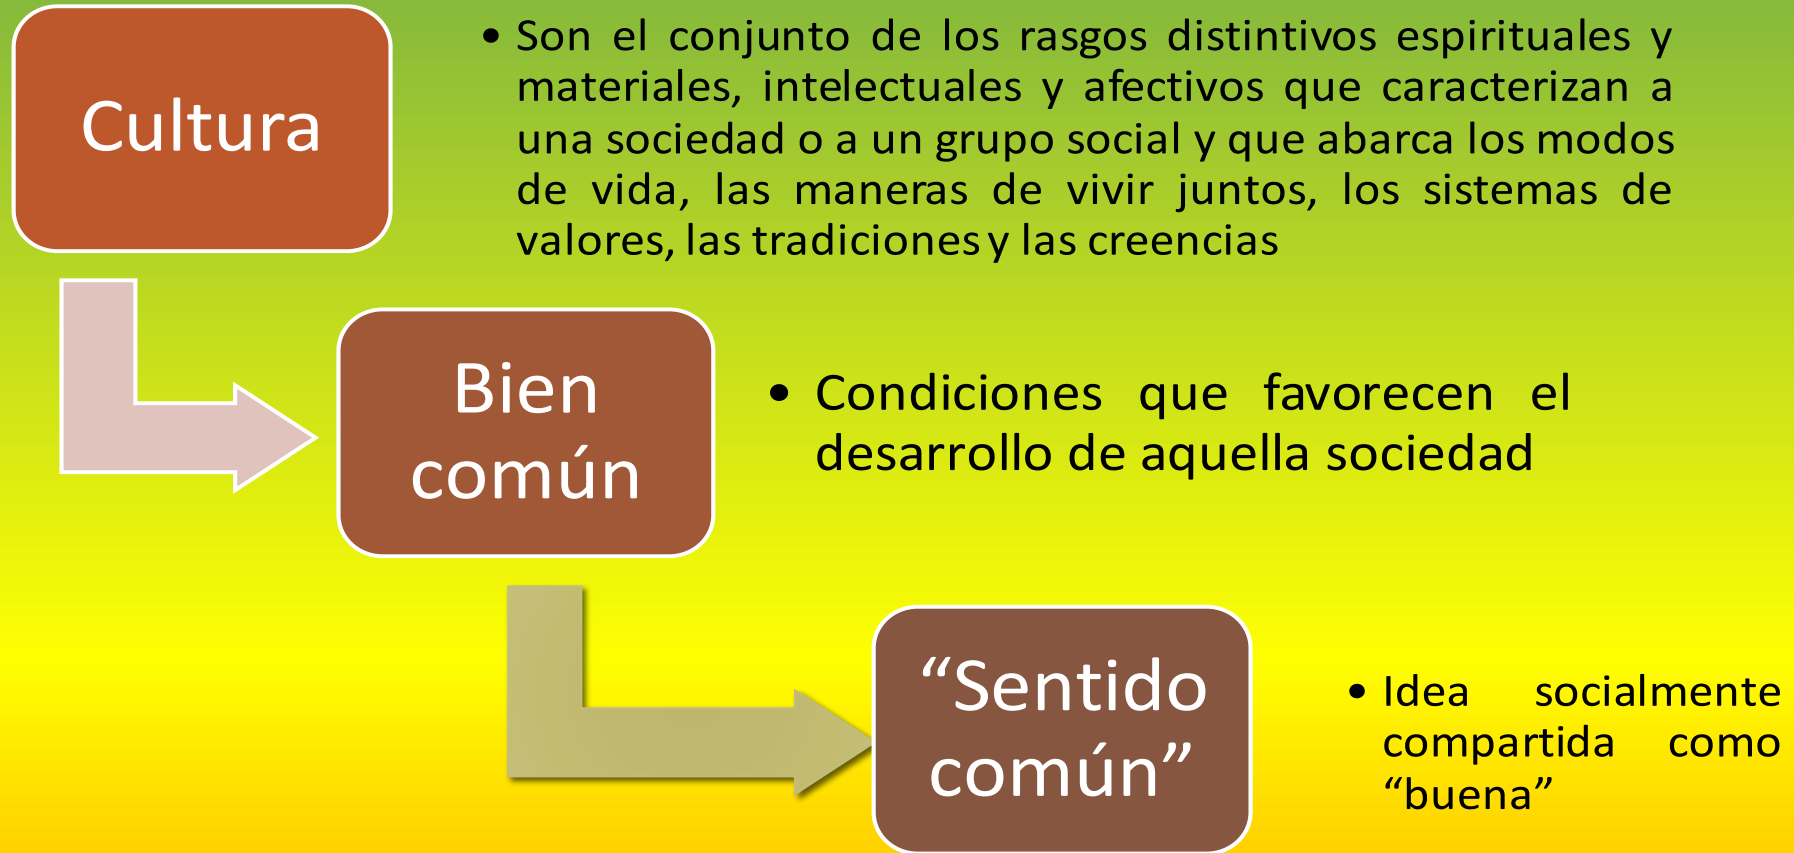 Cultura
• Son el conjunto de los rasgos distintivos espirituales y
materiales, intelectuales y afectivos que caracterizan a
una sociedad o a un grupo social y que abarca los modos
de vida, las maneras de vivir juntos, los sistemas de
valores, las tradiciones y las creencias
Bien
común
• Condiciones que favorecen el
desarrollo de aquella sociedad
“Sentido
común”
• Idea socialmente
compartida como
“buena”